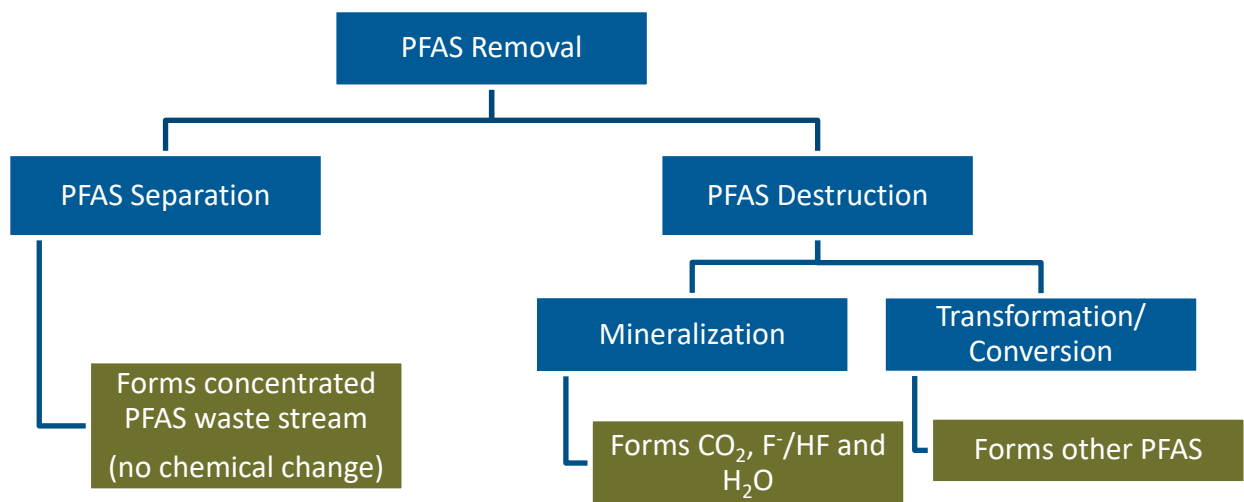 PFAS Removal
PFAS Separation
PFAS Destruction
Mineralization
Transformation/
Conversion
Forms concentrated
PFAS waste stream
(no chemical change)
Forms CO₂, F⁻/HF and
H₂O
Forms other PFAS